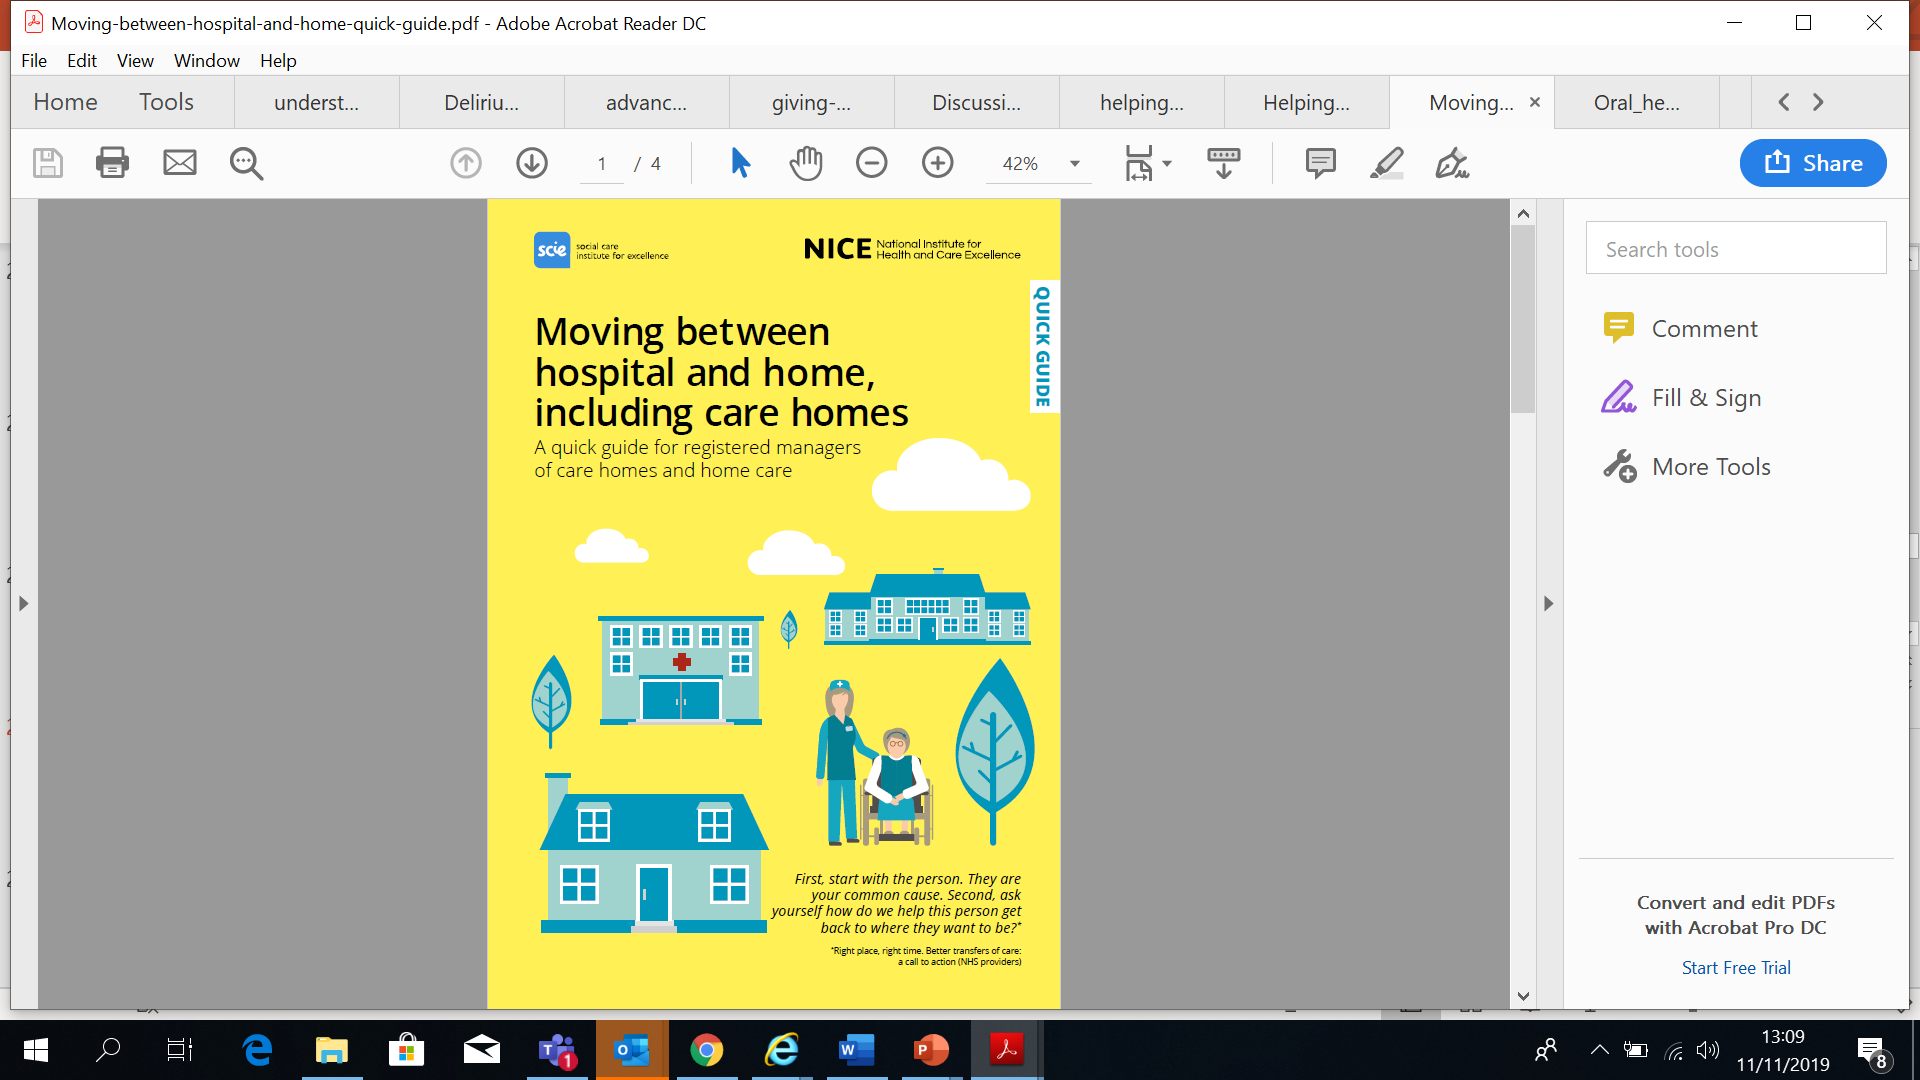 Moving-between-hospital-and-home-quick-guide.pdf - Adobe Acrobat Reader DC
File Edit View Window Help
Home Tools underst... Deliriu... advanc... giving-... Discussi... helping... Helping... Moving... × Oral_he...
1 / 4 42% Share
scie social care
institute for excellence
NICE National Institute for
Health and Care Excellence
QUICK GUIDE
Moving between
hospital and home,
including care homes
A quick guide for registered managers
of care homes and home care
First, start with the person. They are
your common cause. Second, ask
yourself how do we help this person get
back to where they want to be?*
*Right place, right time. Better transfers of care:
a call to action (NHS providers)
Search tools
Comment
Fill & Sign
More Tools
Convert and edit PDFs
with Acrobat Pro DC
Start Free Trial
13:09
11/11/2019
1
8